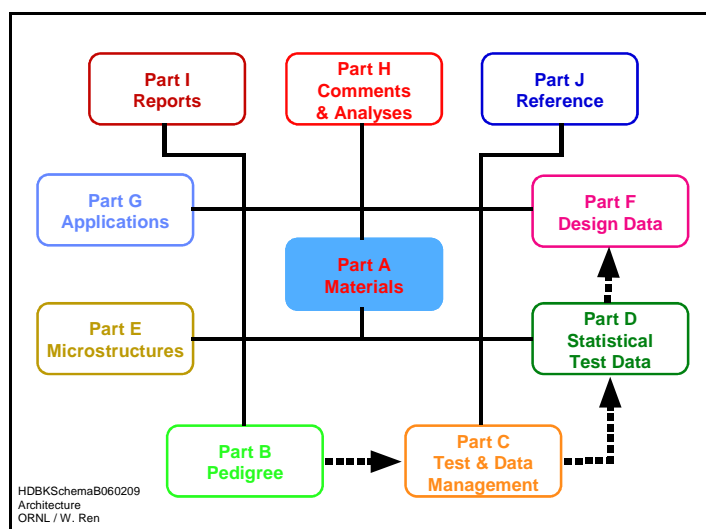 Part I
Reports
Part H
Comments
& Analyses
Part J
Reference
Part G
Applications
Part F
Design Data
Part A
Materials
Part E
Microstructures
Part D
Statistical
Test Data
Part B
Pedigree
Part C
Test & Data
Management
HDBKSchemaB060209
Architecture
ORNL / W. Ren